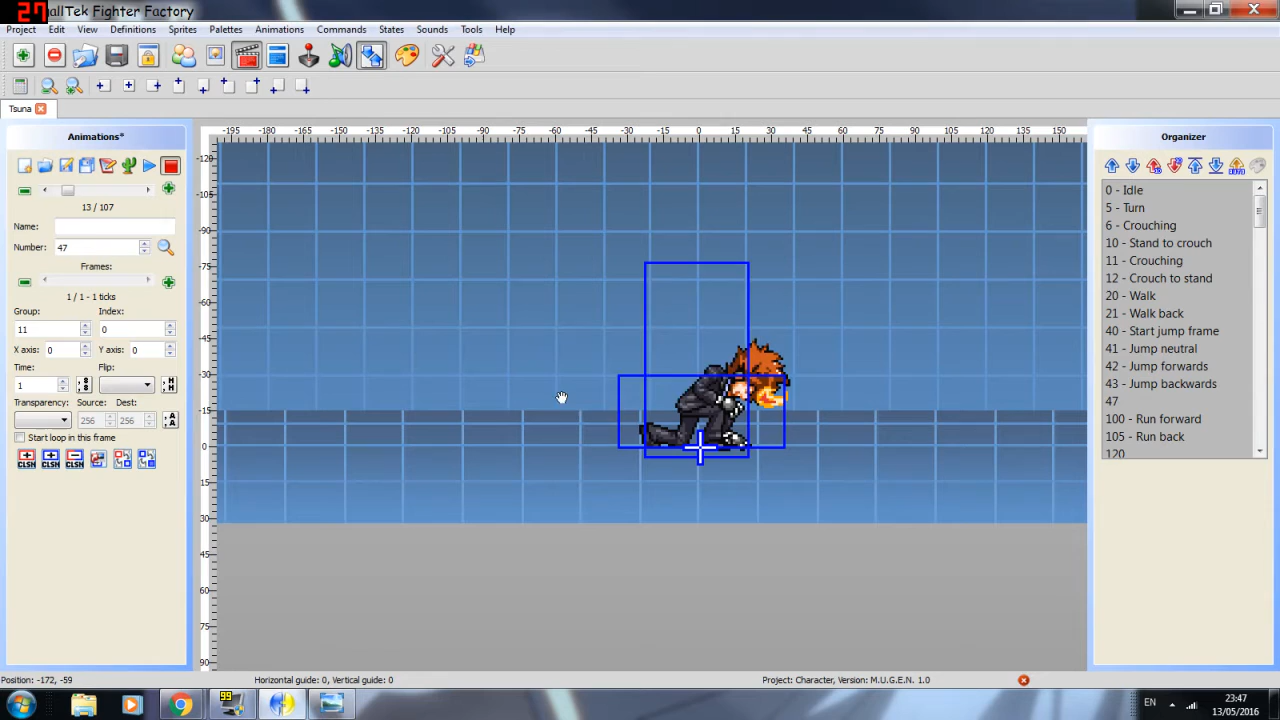 27
allTek Fighter Factory
Project Edit View Definitions Sprites Palettes Animations Commands States Sounds Tools Help
Tsuna
Animations*
13 / 107
Name:
Number: 47
Frames:
1 / 1 - 1 ticks
Group: Index:
11 0
X axis: 0 Y axis: 0
Time: Flip:
1
Transparency: Source: Dest:
256 256
Start loop in this frame
CLSN CLSN CLSN
-195 -180 -165 -150 -135 -120 -105 -90 -75 -60 -45 -30 -15 0 15 30 45 60 75 90 105 120 135 150
-120
-105
-90
-75
-60
-45
-30
-15
0
15
30
45
60
75
90
Organizer
0 - Idle
5 - Turn
6 - Crouching
10 - Stand to crouch
11 - Crouching
12 - Crouch to stand
20 - Walk
21 - Walk back
40 - Start jump frame
41 - Jump neutral
42 - Jump forwards
43 - Jump backwards
47
100 - Run forward
105 - Run back
120
Position: -172, -59
Horizontal guide: 0, Vertical guide: 0
Project: Character, Version: M.U.G.E.N. 1.0
99
EN
23:47
13/05/2016